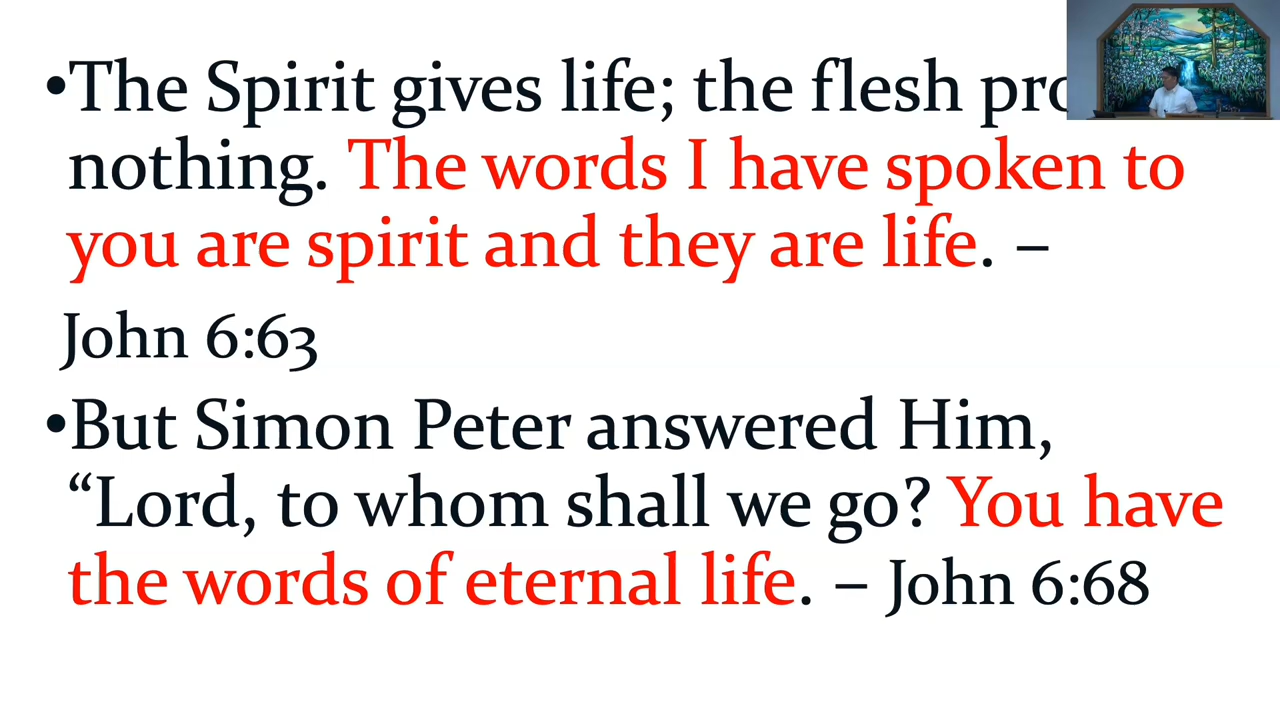 •The Spirit gives life; the flesh
nothing. The words I have spoken to
you are spirit and they are life. –
John 6:63
•But Simon Peter answered Him,
“Lord, to whom shall we go? You have
the words of eternal life. – John 6:68